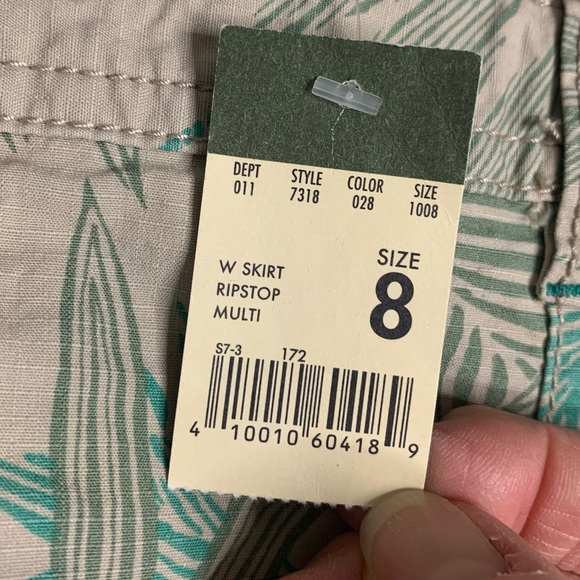 DEPT STYLE COLOR SIZE
011 7318 028 1008
W SKIRT
RIPSTOP
MULTI
SIZE
8
S7-3 172
4 10010 60418 9